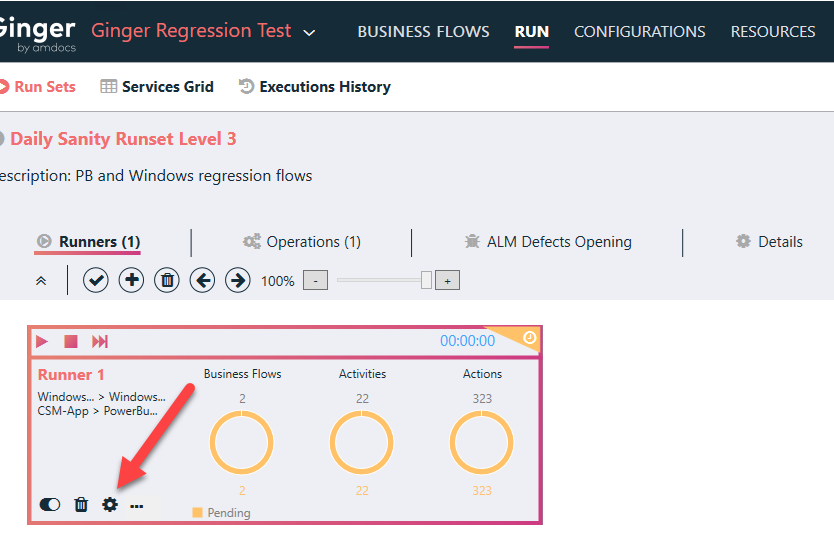 Ginger
by amdocs
Ginger Regression Test
BUSINESS FLOWS
RUN
CONFIGURATIONS
RESOURCES
Run Sets
Services Grid
Executions History
Daily Sanity Runset Level 3
escription: PB and Windows regression flows
Runners (1)
Operations (1)
ALM Defects Opening
Details
100%
-
+
00:00:00
Runner 1
Windows... > Windows...
CSM-App > PowerBu...
Business Flows
Activities
Actions
2
22
323
2
22
323
Pending
...